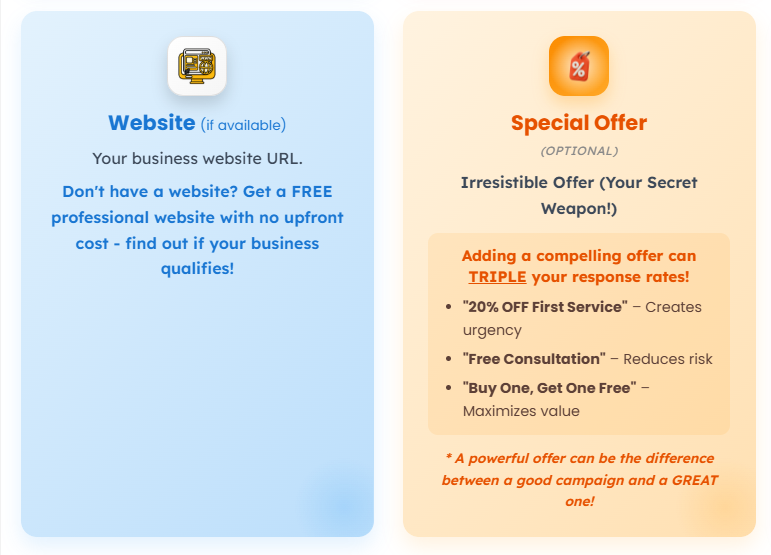 Website (if available)
Your business website URL.
Don't have a website? Get a FREE
professional website with no upfront
cost - find out if your business
qualifies!
Special Offer
(OPTIONAL)
Irresistible Offer (Your Secret
Weapon!)
Adding a compelling offer can
TRIPLE your response rates!
• "20% OFF First Service" – Creates
urgency
• "Free Consultation" – Reduces risk
• "Buy One, Get One Free" –
Maximizes value
* A powerful offer can be the difference
between a good campaign and a GREAT
one!